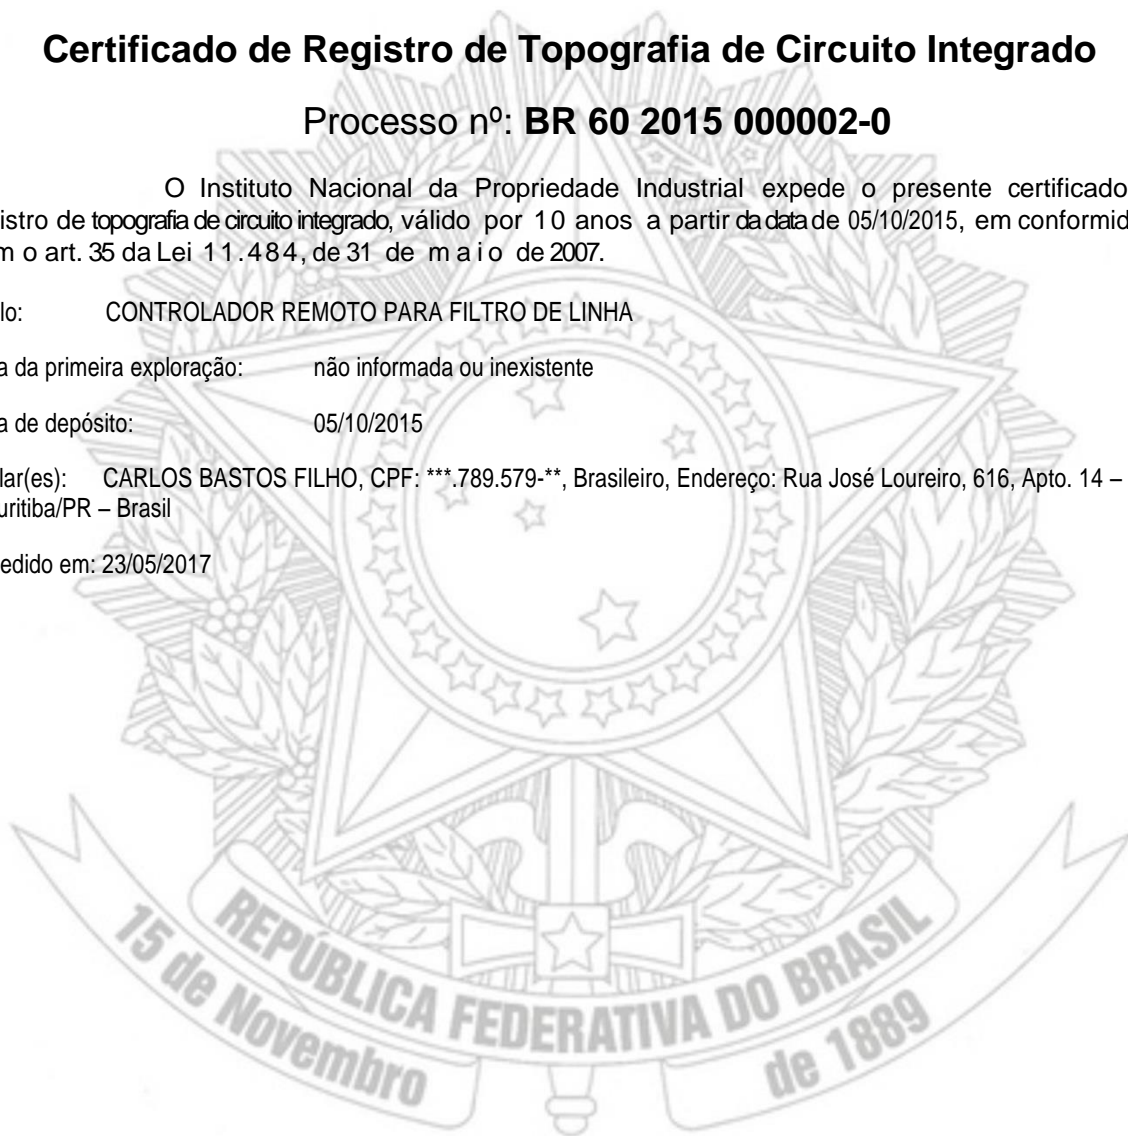 Certificado de Registro de Topografia de Circuito Integrado
Processo nº: BR 60 2015 000002-0
O Instituto Nacional da Propriedade Industrial expede o presente certificado
istro de topografia de circuito integrado, válido por 10 anos a partir da data de 05/10/2015, em conformid
m o art. 35 da Lei 11.484, de 31 de maio de 2007.
lo: CONTROLADOR REMOTO PARA FILTRO DE LINHA
a da primeira exploração: não informada ou inexistente
a de depósito: 05/10/2015
lar(es): CARLOS BASTOS FILHO, CPF: ***.789.579-**, Brasileiro, Endereço: Rua José Loureiro, 616, Apto. 14 –
uritiba/PR – Brasil
edido em: 23/05/2017
REPÚBLICA FEDERATIVA DO BRASIL
15 de Novembro de 1889